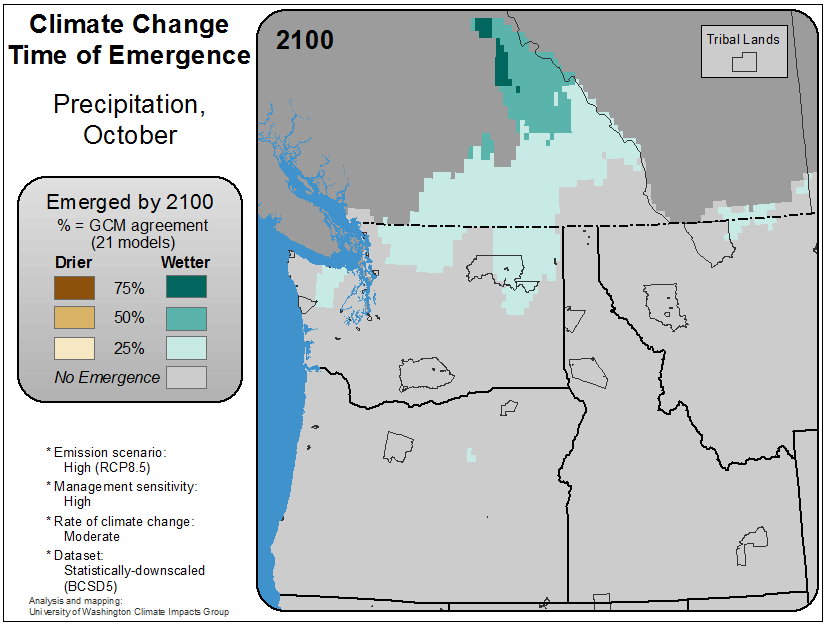 Climate Change
Time of Emergence
Precipitation,
October
2100
Tribal Lands
Emerged by 2100
% = GCM agreement
(21 models)
Drier Wetter
75%
50%
25%
No Emergence
* Emission scenario:
High (RCP8.5)
* Management sensitivity:
High
* Rate of climate change:
Moderate
* Dataset:
Statistically-downscaled
(BCSD5)
Analysis and mapping:
University of Washington Climate Impacts Group